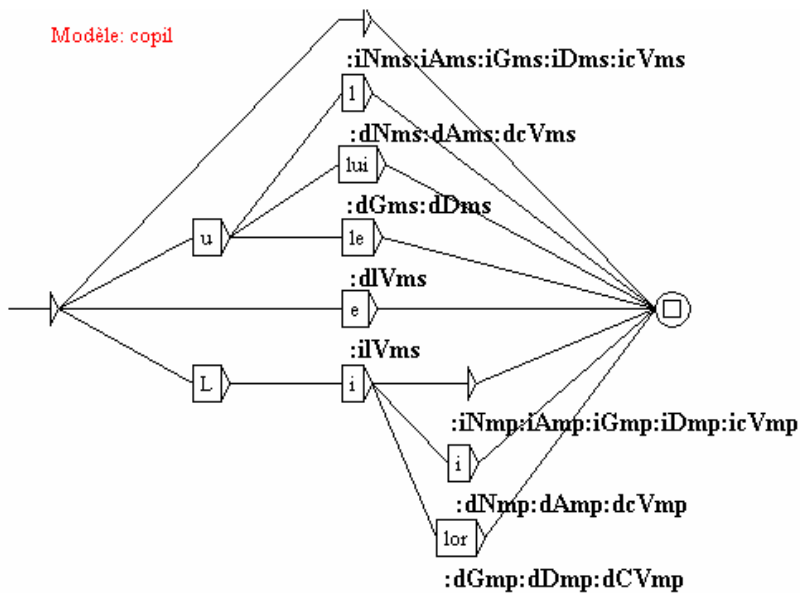 Modèle: copil
:iNms:iAms:iGms:iDms:icVms
l
:dNms:dAms:dcVms
lui
:dGms:dDms
u
le
:dlVms
e
:ilVms
L
i
:iNmp:iAmp:iGmp:iDmp:icVmp
i
:dNmp:dAmp:dcVmp
lor
:dGmp:dDmp:dCVmp